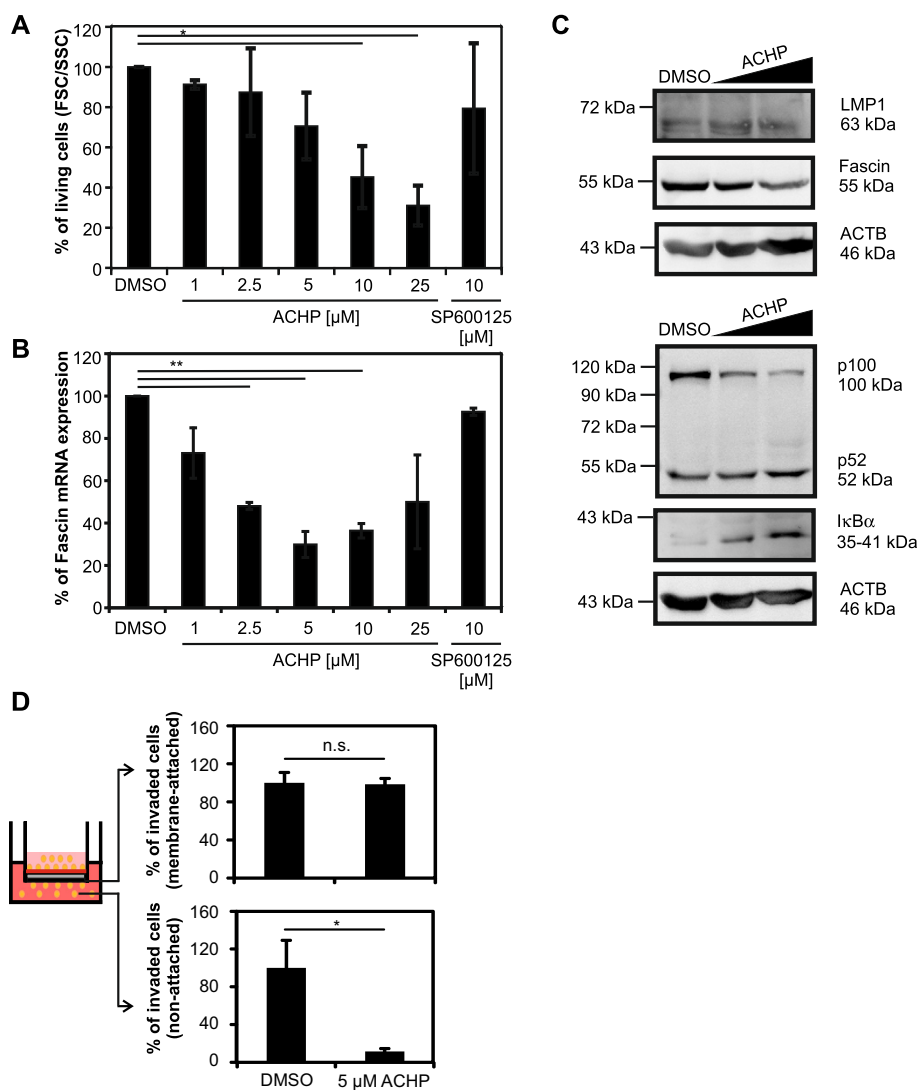 A
% of living cells (FSC/SSC)
120
100
80
60
40
20
0
*
DMSO
1
2.5
5
10
25
10
ACHP [µM]
SP600125
[µM]
B
% of Fascin mRNA expression
120
100
80
60
40
20
0
**
DMSO
1
2.5
5
10
25
10
ACHP [µM]
SP600125
[µM]
C
DMSO
ACHP
72 kDa
LMP1
63 kDa
55 kDa
Fascin
55 kDa
43 kDa
ACTB
46 kDa
DMSO
ACHP
120 kDa
90 kDa
72 kDa
55 kDa
p100
100 kDa
p52
52 kDa
43 kDa
IκBα
35-41 kDa
43 kDa
ACTB
46 kDa
D
% of invaded cells
(membrane-attached)
160
120
80
40
0
n.s.
% of invaded cells
(non-attached)
160
120
80
40
0
*
DMSO
5 µM ACHP